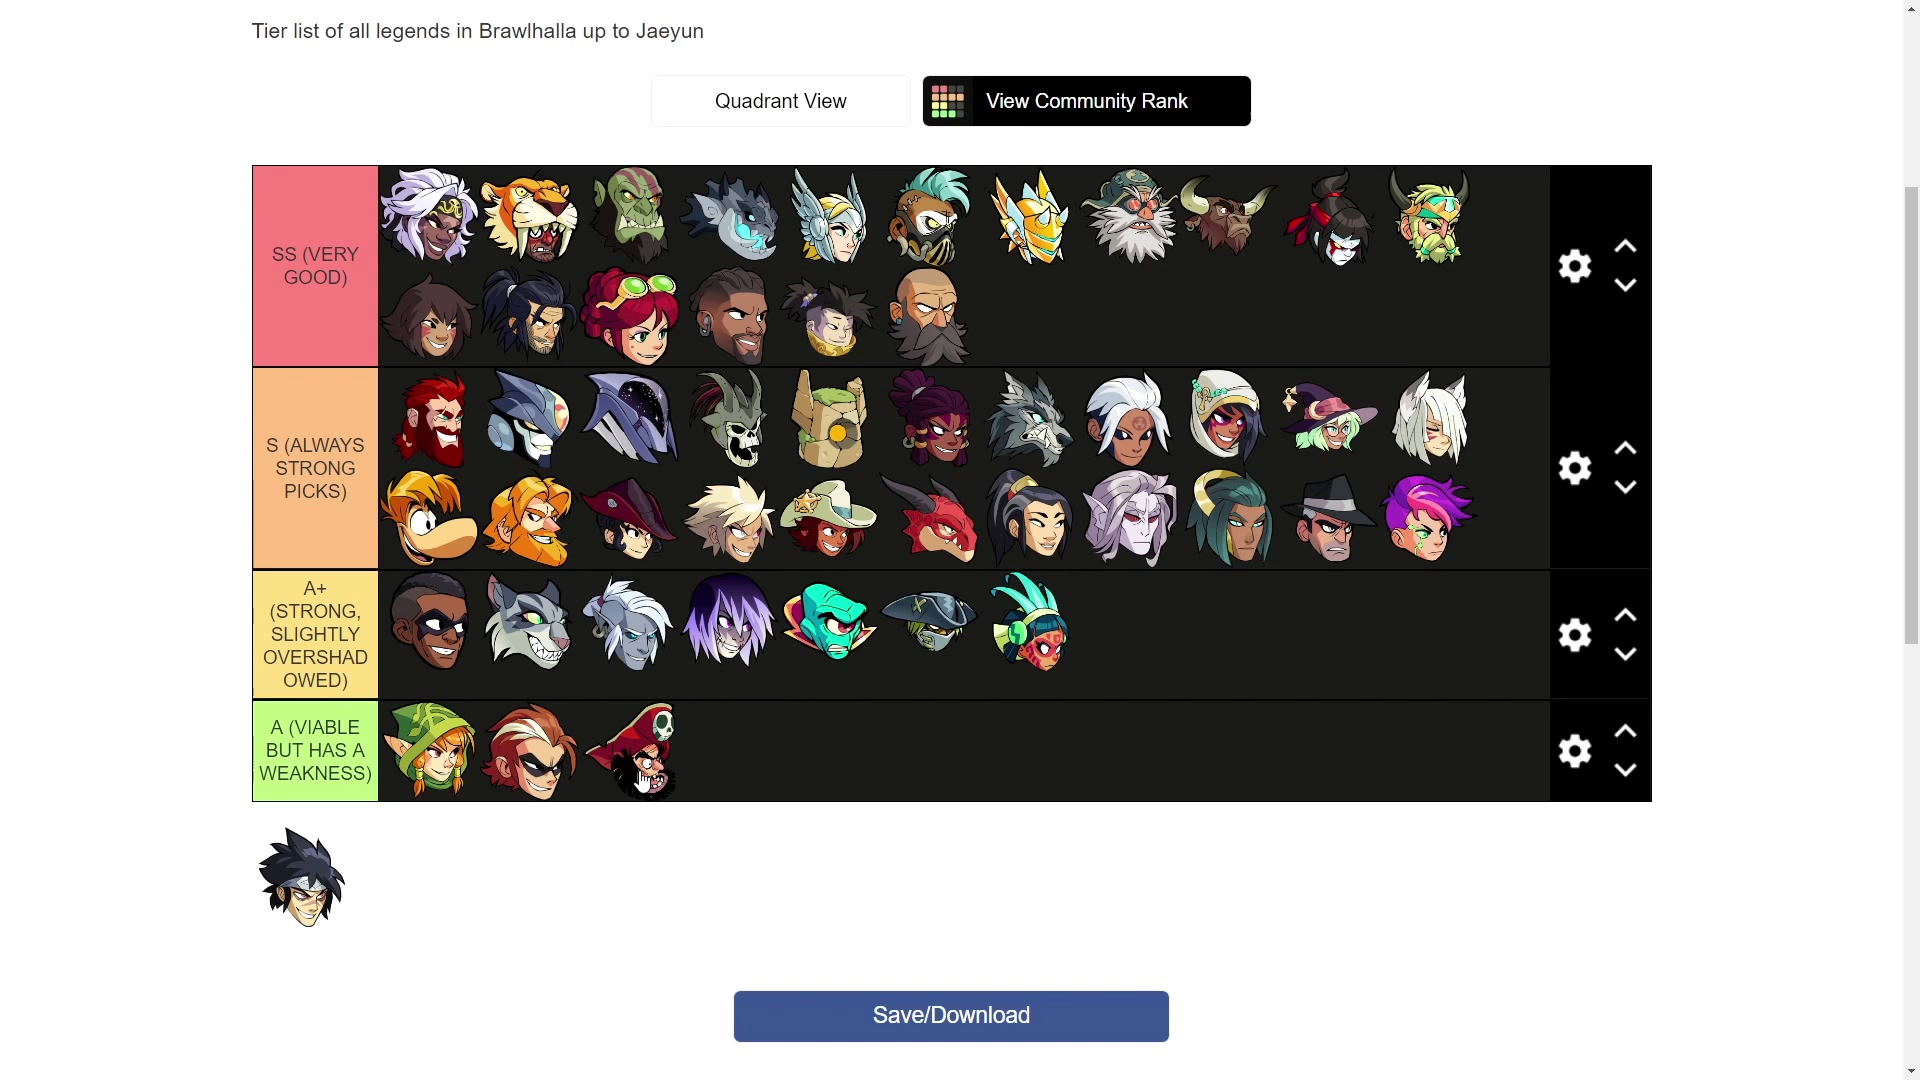 Tier list of all legends in Brawlhalla up to Jaeyun
Quadrant View
View Community Rank
SS (VERY
GOOD)
S (ALWAYS
STRONG
PICKS)
A+
(STRONG,
SLIGHTLY
OVERSHAD
OWED)
A (VIABLE
BUT HAS A
WEAKNESS)
Save/Download